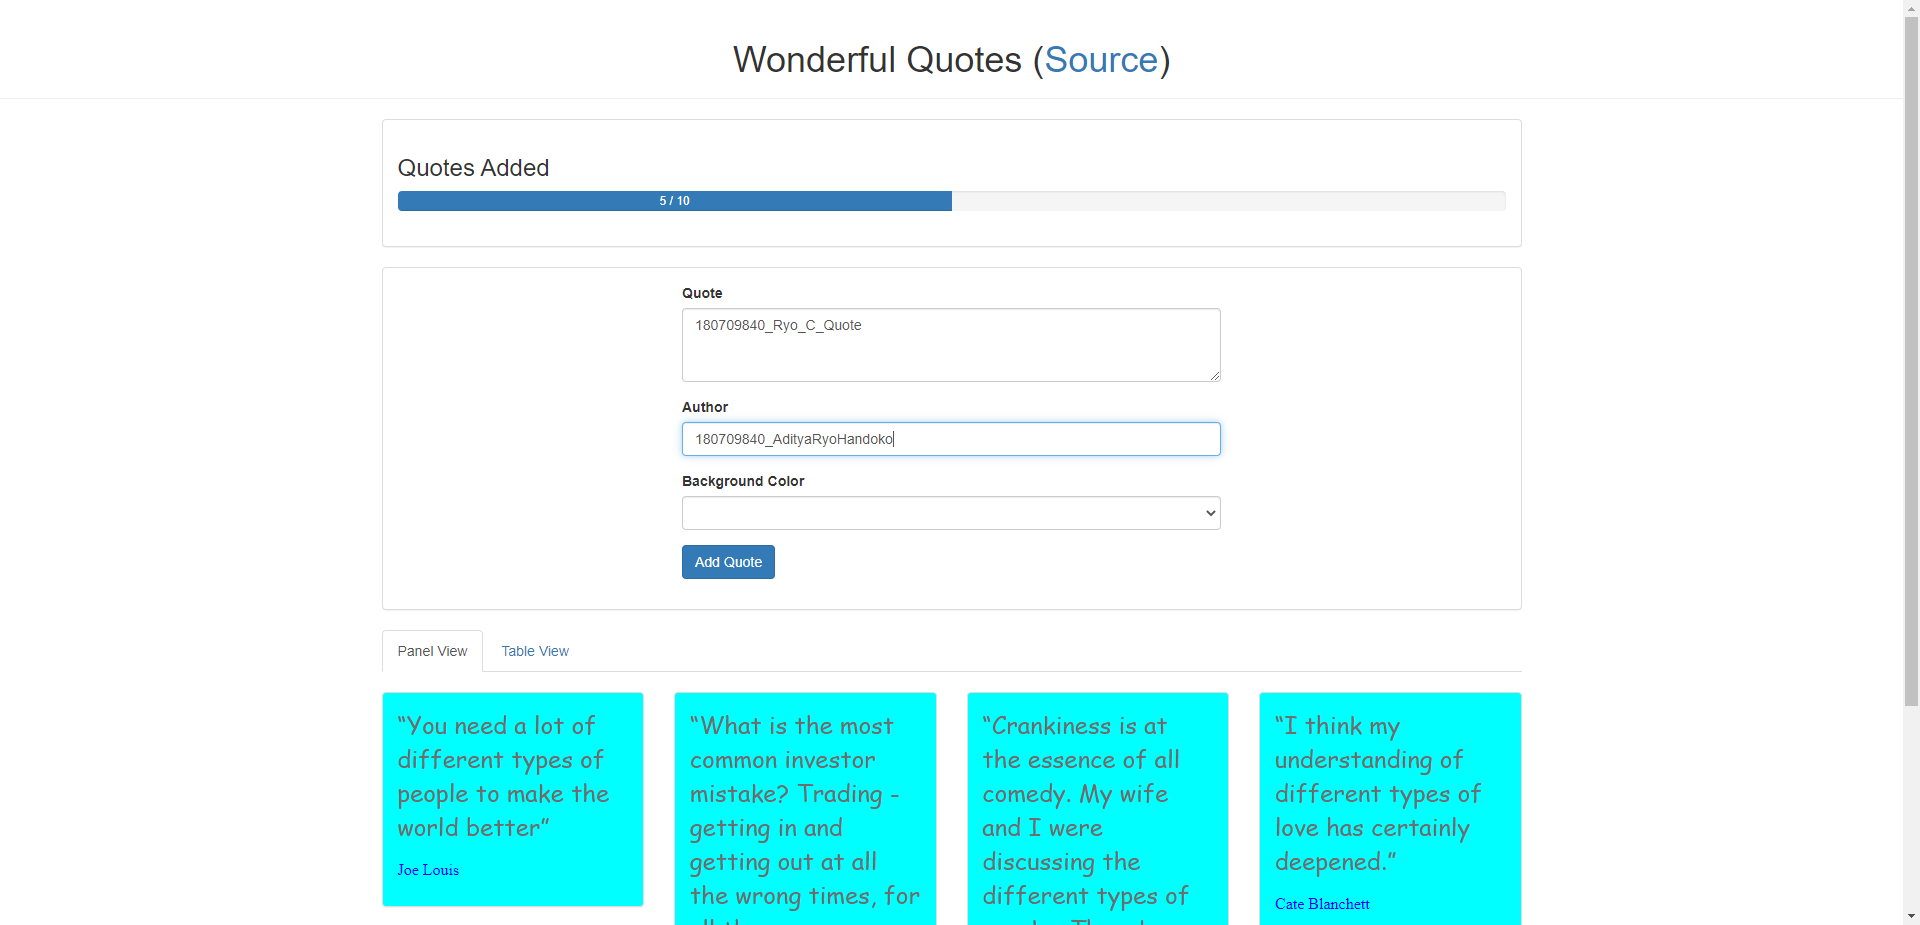 Wonderful Quotes (Source)
Quotes Added
5 / 10
Quote
180709840_Ryo_C_Quote
Author
180709840_AdityaRyoHandoko
Background Color
Add Quote
Panel View
Table View
“You need a lot of
different types of
people to make the
world better”
Joe Louis
“What is the most
common investor
mistake? Trading -
getting in and
getting out at all
the wrong times, for
“Crankiness is at
the essence of all
comedy. My wife
and I were
discussing the
different types of
“I think my
understanding of
different types of
love has certainly
deepened.”
Cate Blanchett